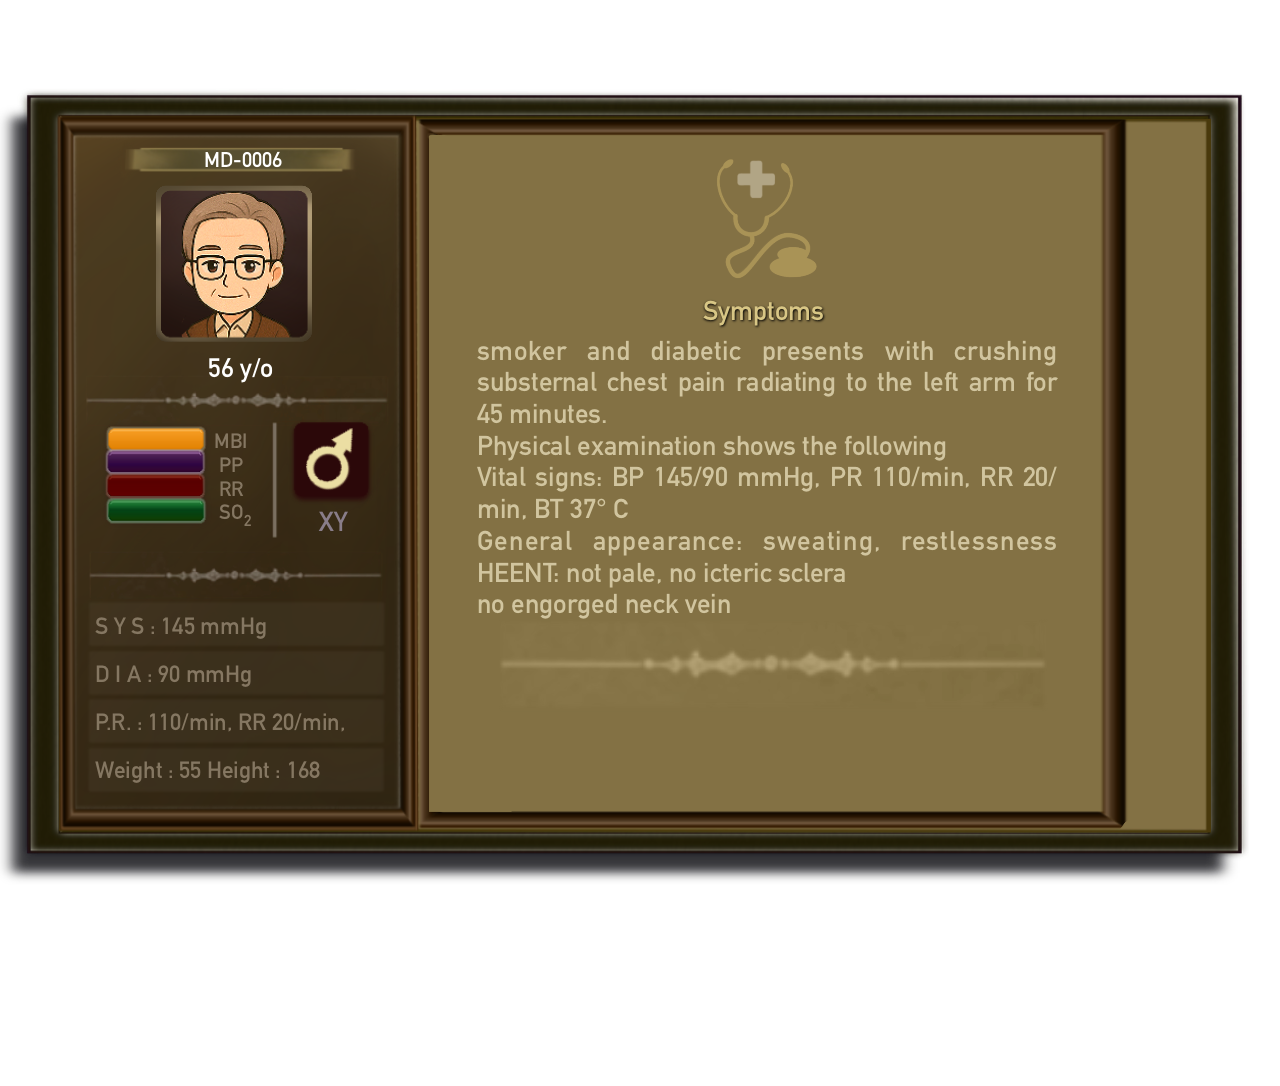 MD-0006
56 y/o
MBI
PP
RR
SO2
XY
S Y S : 145 mmHg
D I A : 90 mmHg
P.R. : 110/min, RR 20/min,
Weight : 55 Height : 168
Symptoms
smoker and diabetic presents with crushing
substernal chest pain radiating to the left arm for
45 minutes.
Physical examination shows the following
Vital signs: BP 145/90 mmHg, PR 110/min, RR 20/
min, BT 37° C
General appearance: sweating, restlessness
HEENT: not pale, no icteric sclera
no engorged neck vein